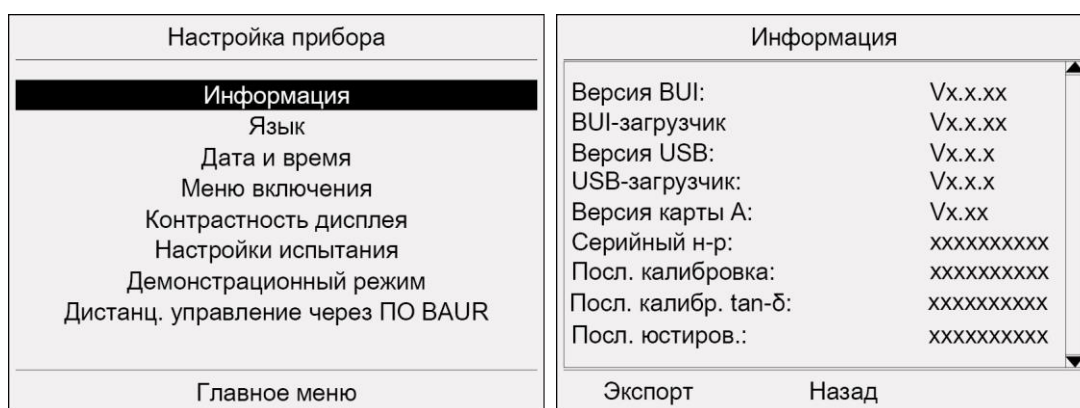 Настройка прибора
Информация
Язык
Дата и время
Меню включения
Контрастность дисплея
Настройки испытания
Демонстрационный режим
Дистанц. управление через ПО BAUR
Главное меню
Информация
Версия BUI: Vx.x.xx
BUI-загрузчик Vx.x.xx
Версия USB: Vx.x.x
USB-загрузчик: Vx.x.x
Версия карты А: Vx.xx
Серийный н-р: xxxxxxxxxx
Посл. калибровка: xxxxxxxxxx
Посл. калибр. tan-δ: xxxxxxxxxx
Посл. юстиров.: xxxxxxxxxx
Экспорт Назад